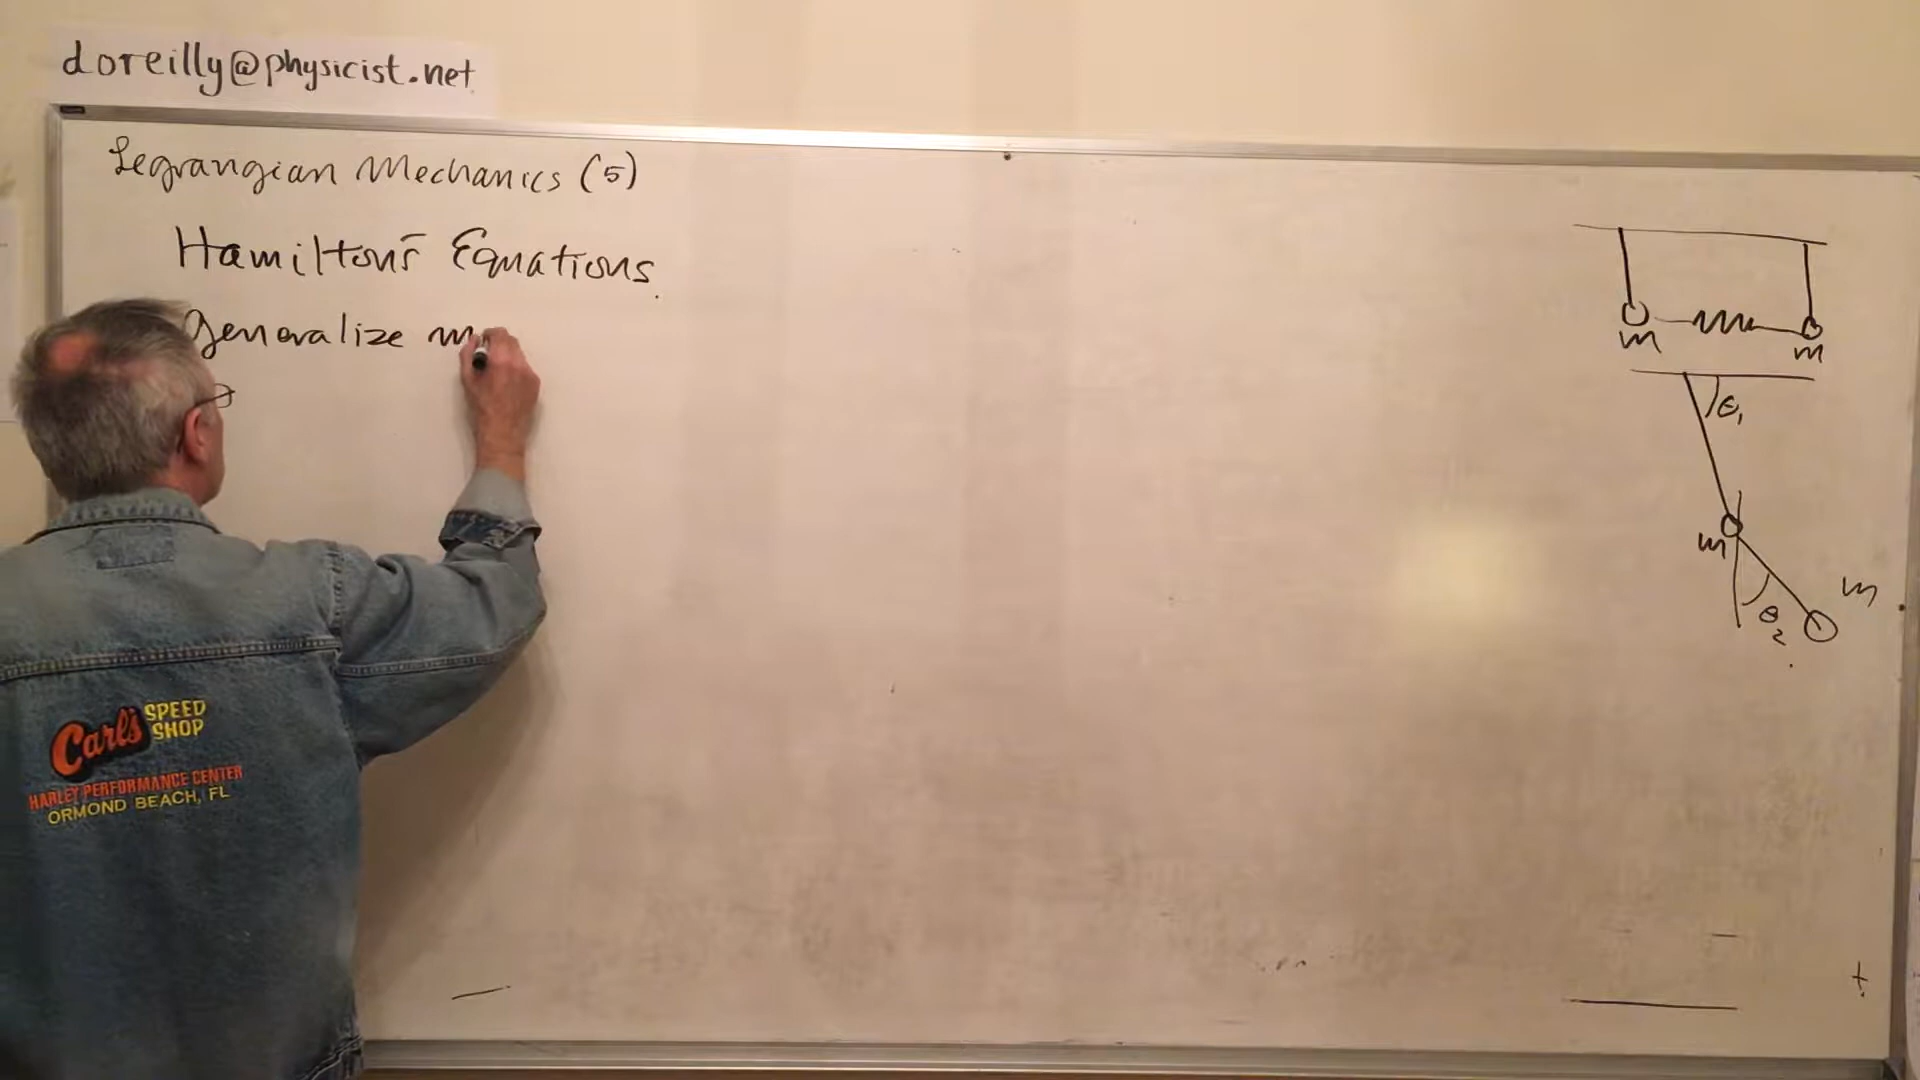 doreilly@physicist.net
Legrangian Mechanics (5)
Hamilton's Equations.
Generalize m
m
m
θ₁
m
m
θ₂
Carl's SPEED SHOP
HARLEY PERFORMANCE CENTER
ORMOND BEACH, FL